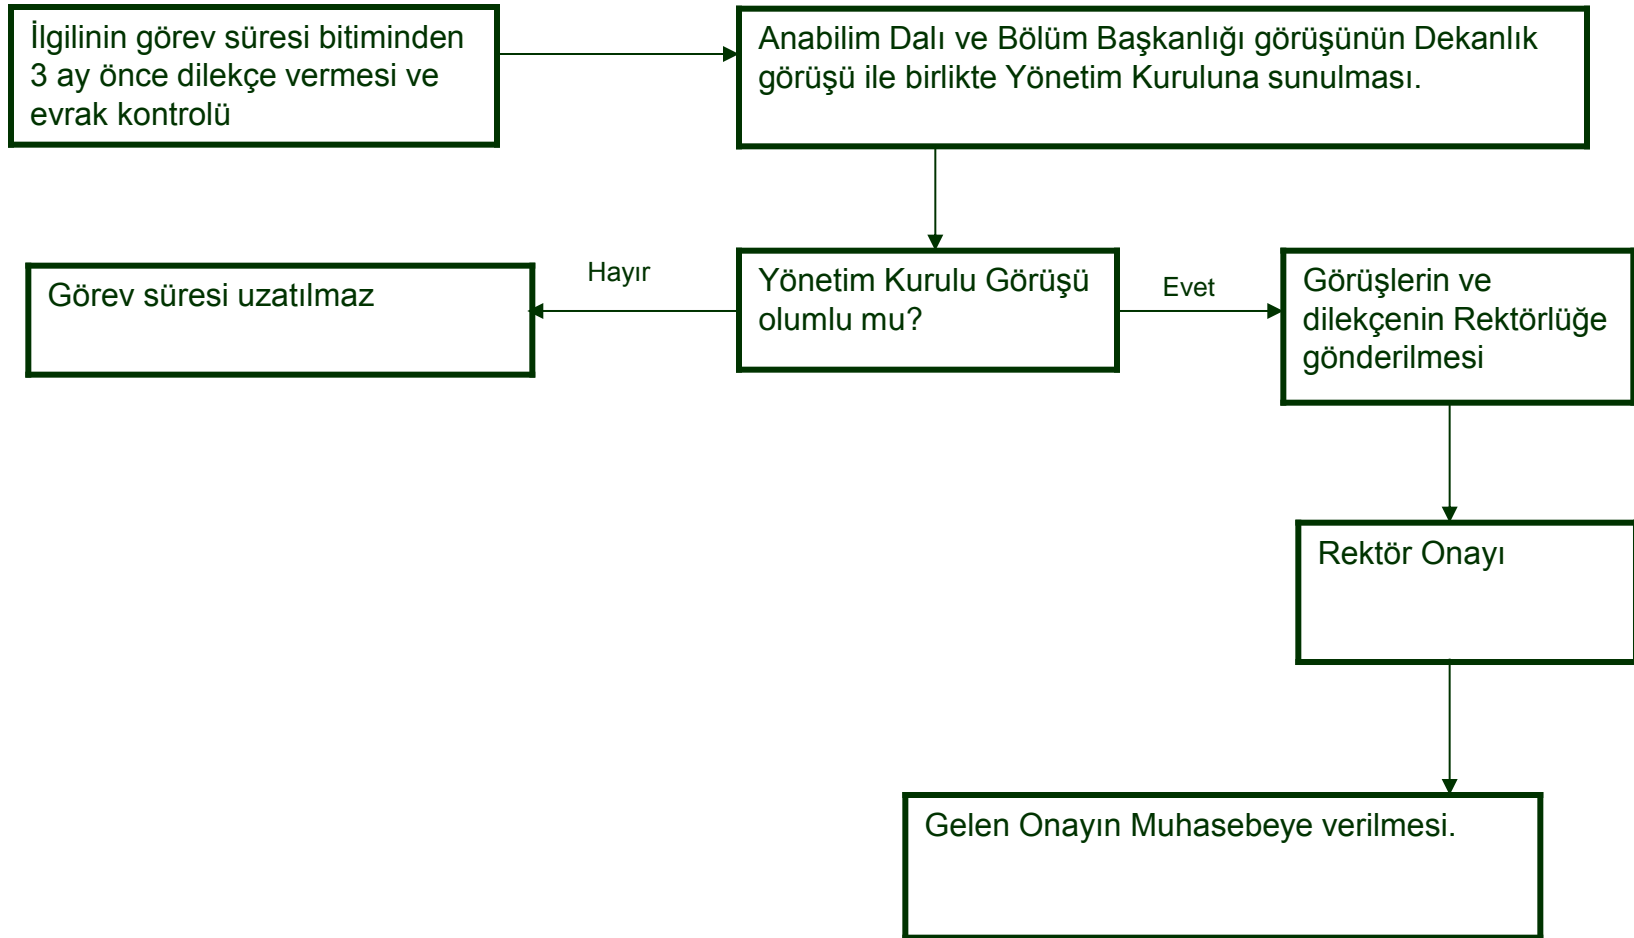 İlgilinin görev süresi bitiminden
3 ay önce dilekçe vermesi ve
evrak kontrolü
Anabilim Dalı ve Bölüm Başkanlığı görüşünün Dekanlık
görüşü ile birlikte Yönetim Kuruluna sunulması.
Görev süresi uzatılmaz
Hayır
Yönetim Kurulu Görüşü
olumlu mu?
Evet
Görüşlerin ve
dilekçenin Rektörlüğe
gönderilmesi
Rektör Onayı
Gelen Onayın Muhasebeye verilmesi.